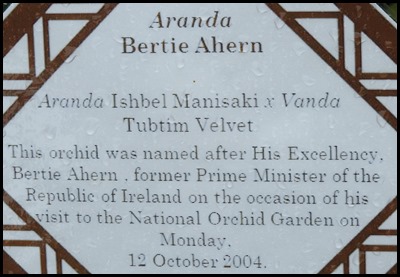 Aranda
Bertie Ahern
Aranda Ishbel Manisaki x Vanda
Tubtim Velvet
This orchid was named after His Excellency,
Bertie Ahern , former Prime Minister of the
Republic of Ireland on the occasion of his
visit to the National Orchid Garden on
Monday,
12 October 2004.